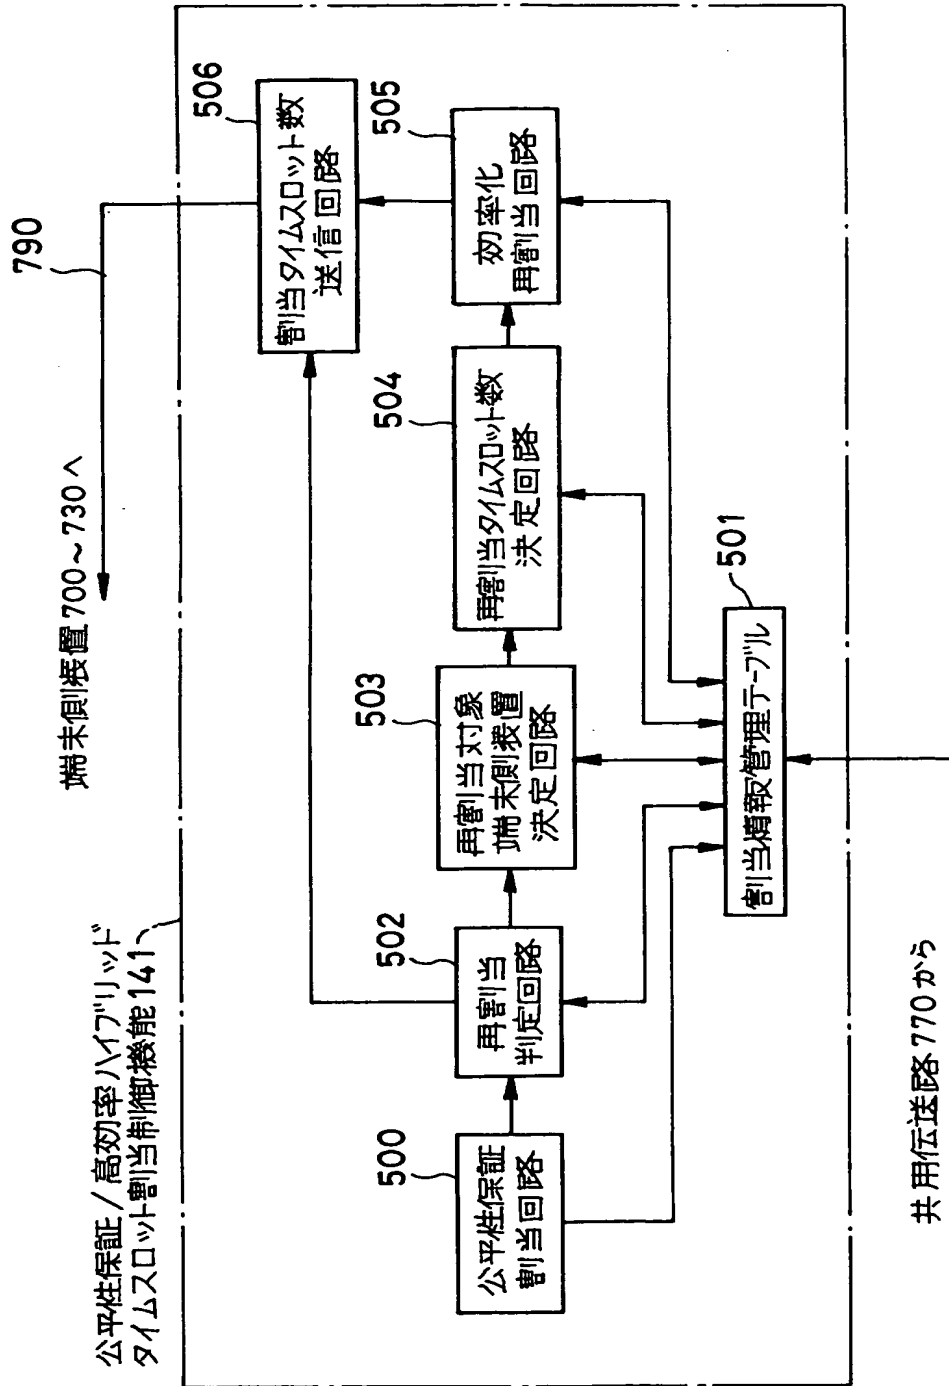 公平性保証/高効率ハイブリッド
タイムスロット割当制御機能141
端末側装置700~730へ
790
506
割当タイムスロット数
送信回路
500
公平性保証
割当回路
502
再割当
判定回路
503
再割当対象
端末側装置
決定回路
504
再割当タイムスロット数
決定回路
505
効率化
再割当回路
501
割当情報管理テーブル
共用伝送路770から